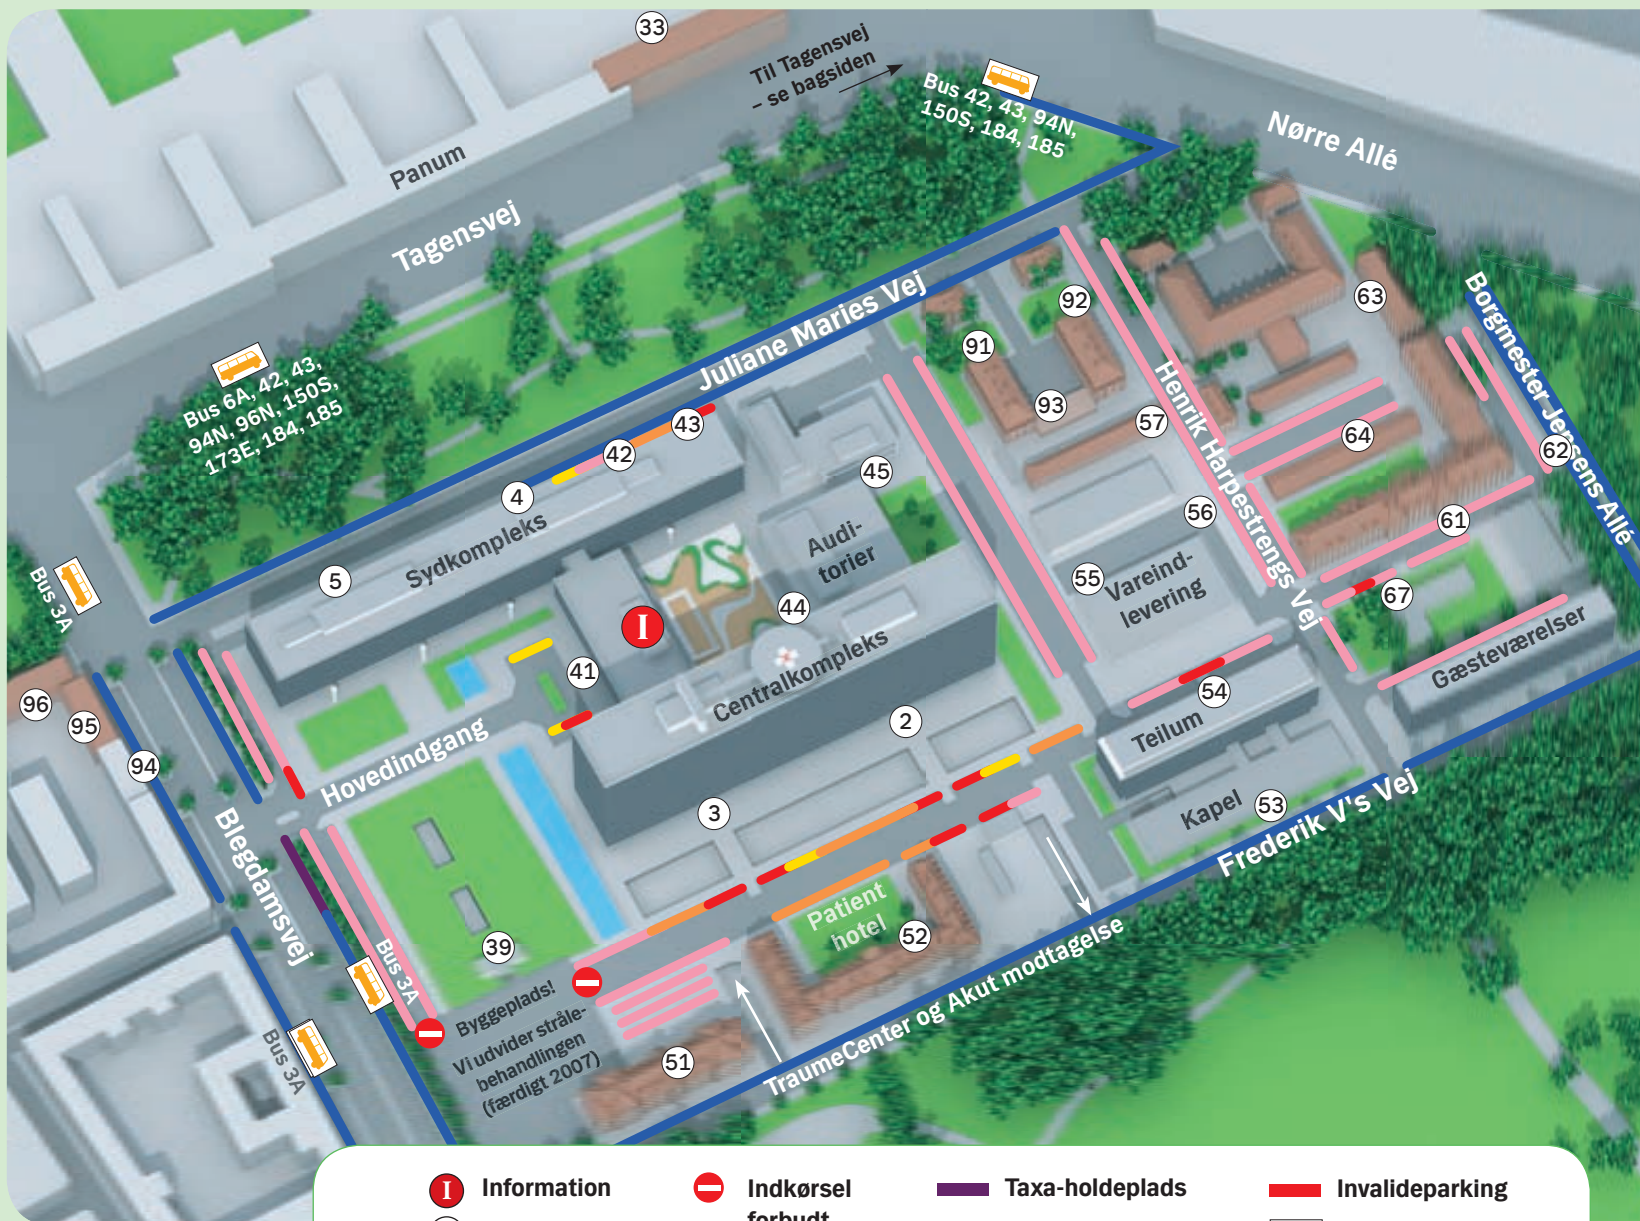 33
Til Tagensvej
– se bagsiden
Bus 42, 43, 94N,
150S, 184, 185
Nørre Allé
Panum
Tagensvej
Bus 6A, 42, 43,
94N, 96N, 150S,
173E, 184, 185
Juliane Maries Vej
92
63
91
93
57
Henrik Harpestrengs Vej
64
62
Borgmester Jensens Allé
43
42
45
4
Sydkompleks
5
Audi-
torier
56
61
55
Vareind-
levering
67
44
I
41
Centralkompleks
Gæsteværelser
54
Teilum
2
Kapel
53
Frederik V's Vej
Bus 3A
96
95
94
Hovedindgang
Blegdamsvej
3
39
Patient
hotel
52
TraumeCenter og Akut modtagelse
Bus 3A
Bus 3A
Byggeplads!
Vi udvider stråle-
behandlingen
(færdigt 2007)
51
I Information
Indkørsel
forbudt
Taxa-holdeplads
Invalideparking